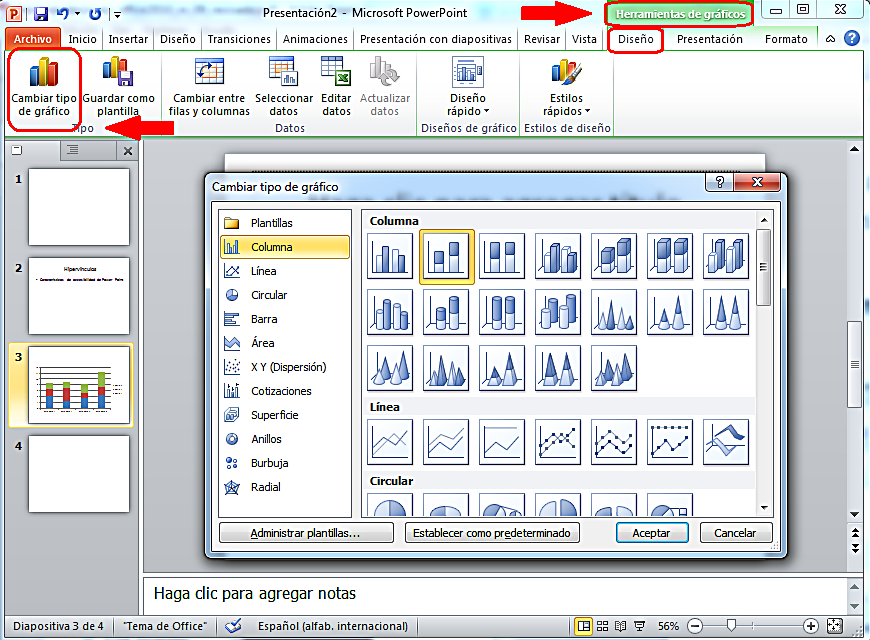 Presentación2 - Microsoft PowerPoint
Herramientas de gráficos
Archivo Inicio Insertar Diseño Transiciones Animaciones Presentación con diapositivas Revisar Vista Diseño Presentación Formato
Cambiar tipo de gráfico
Guardar como plantilla
Tipo
Cambiar entre filas y columnas
Seleccionar datos
Editar datos
Actualizar datos
Datos
Diseño rápido
Diseños de gráfico
Estilos rápidos
Estilos de diseño
1
2
Hipervínculos
3
4
Cambiar tipo de gráfico
Plantillas
Columna
Línea
Circular
Barra
Área
X Y (Dispersión)
Cotizaciones
Superficie
Anillos
Burbuja
Radial
Columna
Línea
Circular
Administrar plantillas...
Establecer como predeterminado
Aceptar
Cancelar
Haga clic para agregar notas
Diapositiva 3 de 4
"Tema de Office"
Español (alfab. internacional)
56%